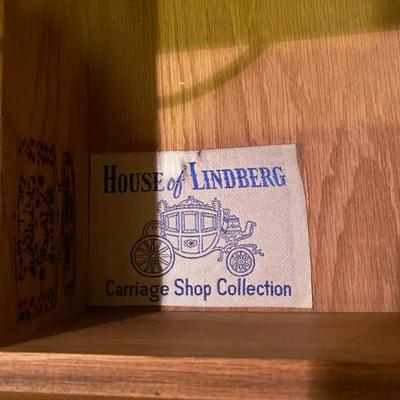 HOUSE of LINDBERG
Carriage Shop Collection